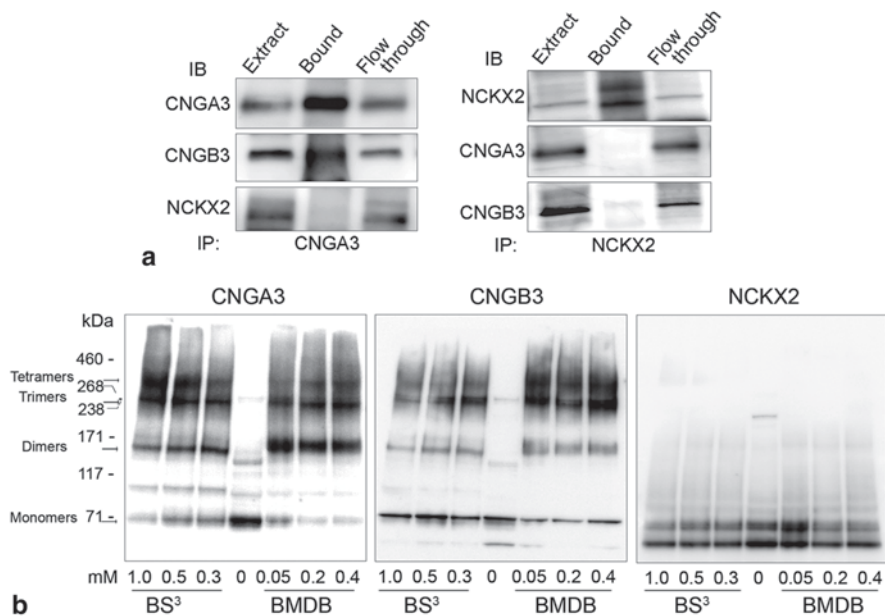 Extract Bound Flow through
IB
CNGA3
CNGB3
NCKX2
IP: CNGA3
Extract Bound Flow through
IB
NCKX2
CNGA3
CNGB3
IP: NCKX2
a
CNGA3 CNGB3 NCKX2
kDa
460 -
Tetramers
268
Trimers
238
171 -
Dimers
117 -
Monomers 71 -
mM 1.0 0.5 0.3 0 0.05 0.2 0.4 1.0 0.5 0.3 0 0.05 0.2 0.4 1.0 0.5 0.3 0 0.05 0.2 0.4
BS³ BMDB BS³ BMDB BS³ BMDB
b